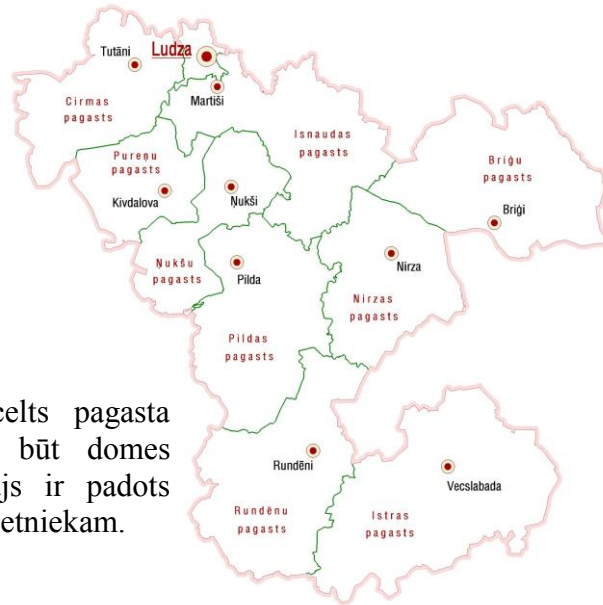 Tutāni
Ludza
Cirmas
pagasts
Martiši
Isnaudas
pagasts
Pureņu
pagasts
Kivdalova
Ņukši
Briģu
pagasts
Briģi
Ņukšu
pagasts
Pilda
Nirza
Nirzas
pagasts
Pildas
pagasts
celts pagasta
būt domes
js ir padots
etniekam.
Rundēni
Vecslabada
Rundēnu
pagasts
Istras
pagasts